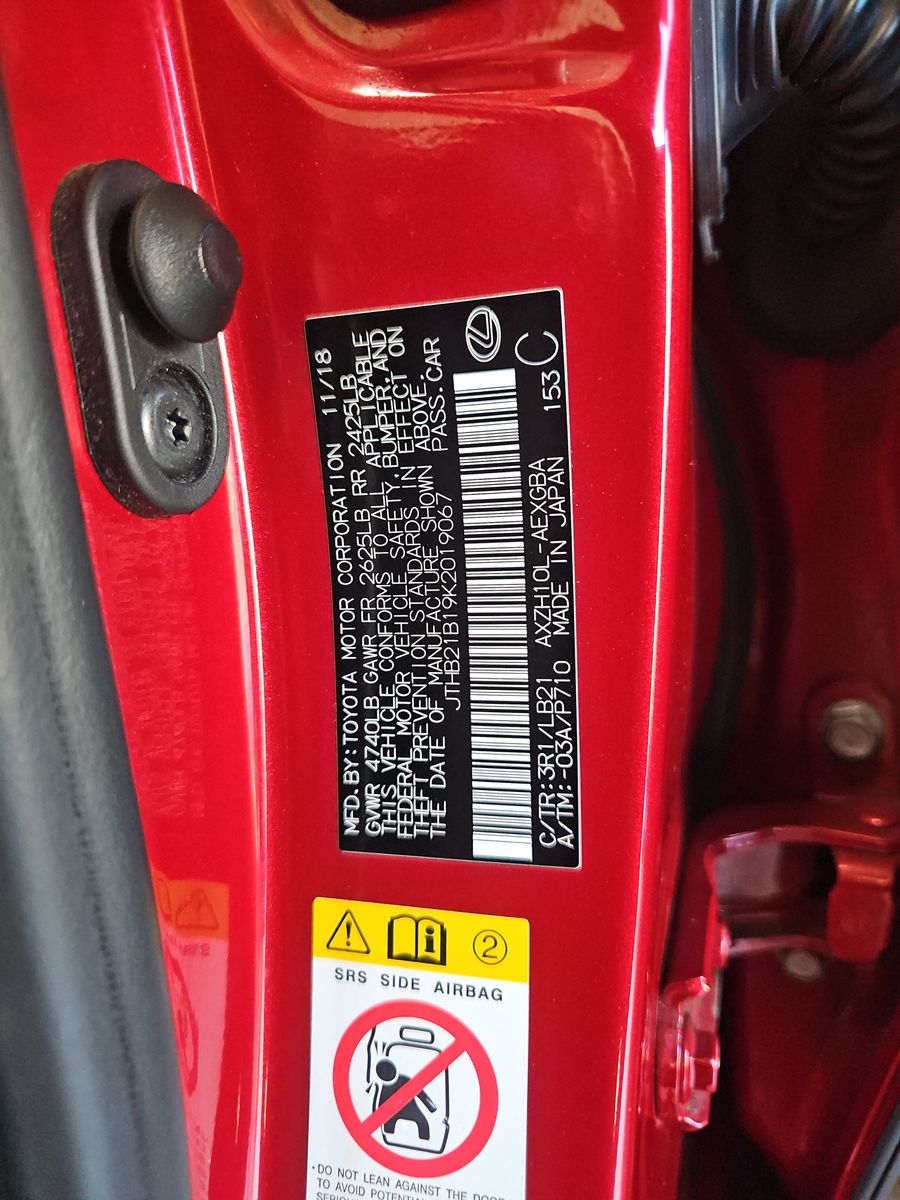 MFD.BY:TOYOTA MOTOR CORPORATION 11/18
GVWR 4740LB GAWR FR 2625LB RR 2425LB
THIS VEHICLE CONFORMS TO ALL APPLICABLE
FEDERAL MOTOR VEHICLE SAFETY,BUMPER,AND
THEFT PREVENTION STANDARDS IN EFFECT ON
THE DATE OF MANUFACTURE SHOWN ABOVE.
JTHB21B19K2019067 PASS.CAR
C/TR:3R1/LB21 AXZH10L-AEXGBA 153 C
A/TM:-03A/P710 MADE IN JAPAN
2
SRS SIDE AIRBAG
·DO NOT LEAN AGAINST THE DOOR
TO AVOID